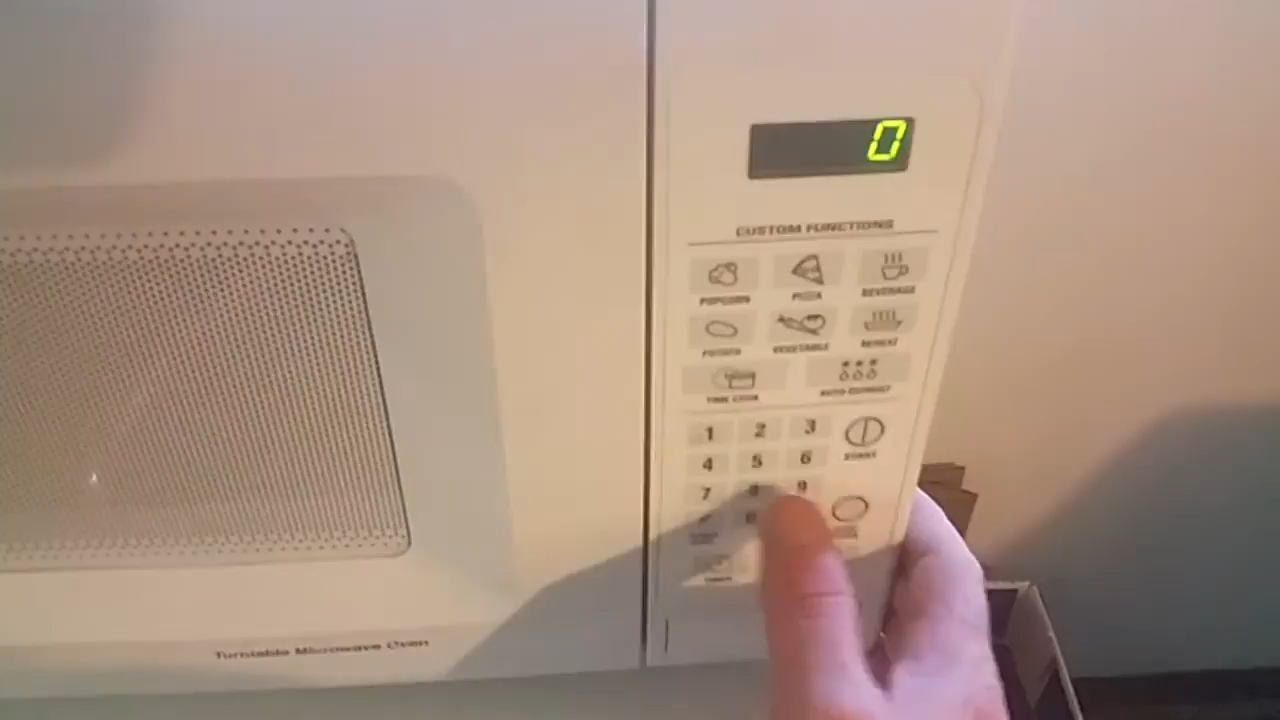 0
CUSTOM FUNCTIONS
POPCORN PIZZA BEVERAGE
POTATO VEGETABLE REHEAT
TIME COOK AUTO DEFROST
1 2 3
START
4 5 6
7 8 9
Turntable Microwave Oven